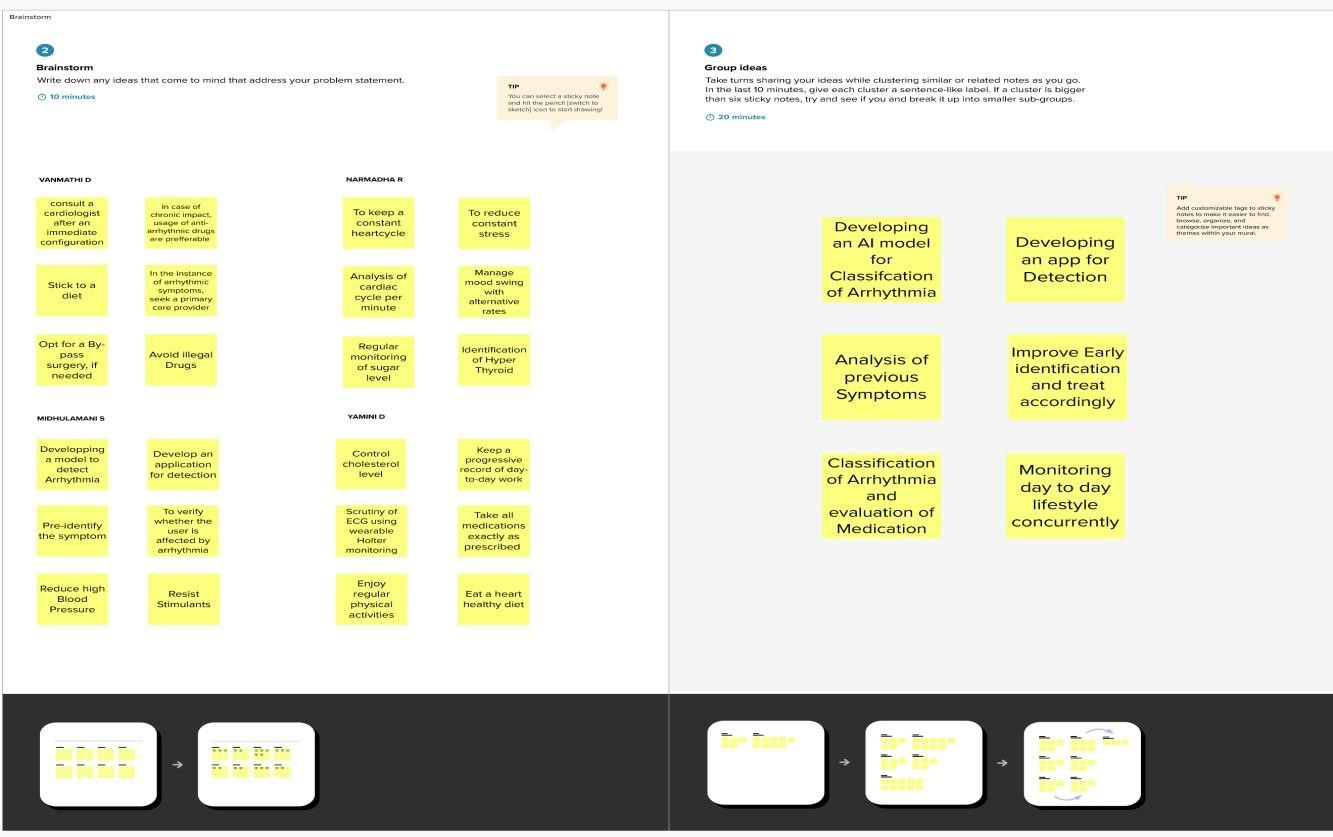 Brainstorm
2
Brainstorm
Write down any ideas that come to mind that address your problem statement.
10 minutes
TIP
You can select a sticky note
and hit the pencil [switch to
sketch] icon to start drawing!
VANMATHI D
consult a
cardiologist
after an
immediate
configuration
In case of
chronic impact,
usage of anti-
arrhythmic drugs
are prefferable
Stick to a
diet
In the instance
of arrhythmic
symptoms,
seek a primary
care provider
Opt for a By-
pass
surgery, if
needed
Avoid illegal
Drugs
NARMADHA R
To keep a
constant
heartcycle
To reduce
constant
stress
Analysis of
cardiac
cycle per
minute
Manage
mood swing
with
alternative
rates
Regular
monitoring
of sugar
level
Identification
of Hyper
Thyroid
MIDHULAMANI S
Developping
a model to
detect
Arrhythmia
Develop an
application
for detection
Pre-identify
the symptom
To verify
whether the
user is
affected by
arrhythmia
Reduce high
Blood
Pressure
Resist
Stimulants
YAMINI D
Control
cholesterol
level
Keep a
progressive
record of day-
to-day work
Scrutiny of
ECG using
wearable
Holter
monitoring
Take all
medications
exactly as
prescribed
Enjoy
regular
physical
activities
Eat a heart
healthy diet
3
Group ideas
Take turns sharing your ideas while clustering similar or related notes as you go.
In the last 10 minutes, give each cluster a sentence-like label. If a cluster is bigger
than six sticky notes, try and see if you and break it up into smaller sub-groups.
20 minutes
TIP
Add customizable tags to sticky
notes to make it easier to find,
browse, organize, and
categorize important ideas as
themes within your mural.
Developing
an AI model
for
Classifcation
of Arrhythmia
Developing
an app for
Detection
Analysis of
previous
Symptoms
Improve Early
identification
and treat
accordingly
Classification
of Arrhythmia
and
evaluation of
Medication
Monitoring
day to day
lifestyle
concurrently